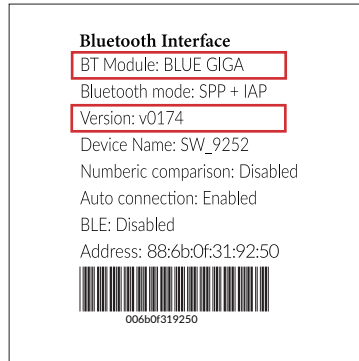 Bluetooth Interface
BT Module: BLUE GIGA
Bluetooth mode: SPP + IAP
Version: v0174
Device Name: SW_9252
Numberic comparison: Disabled
Auto connection: Enabled
BLE: Disabled
Address: 88:6b:0f:31:92:50
006b0f319250